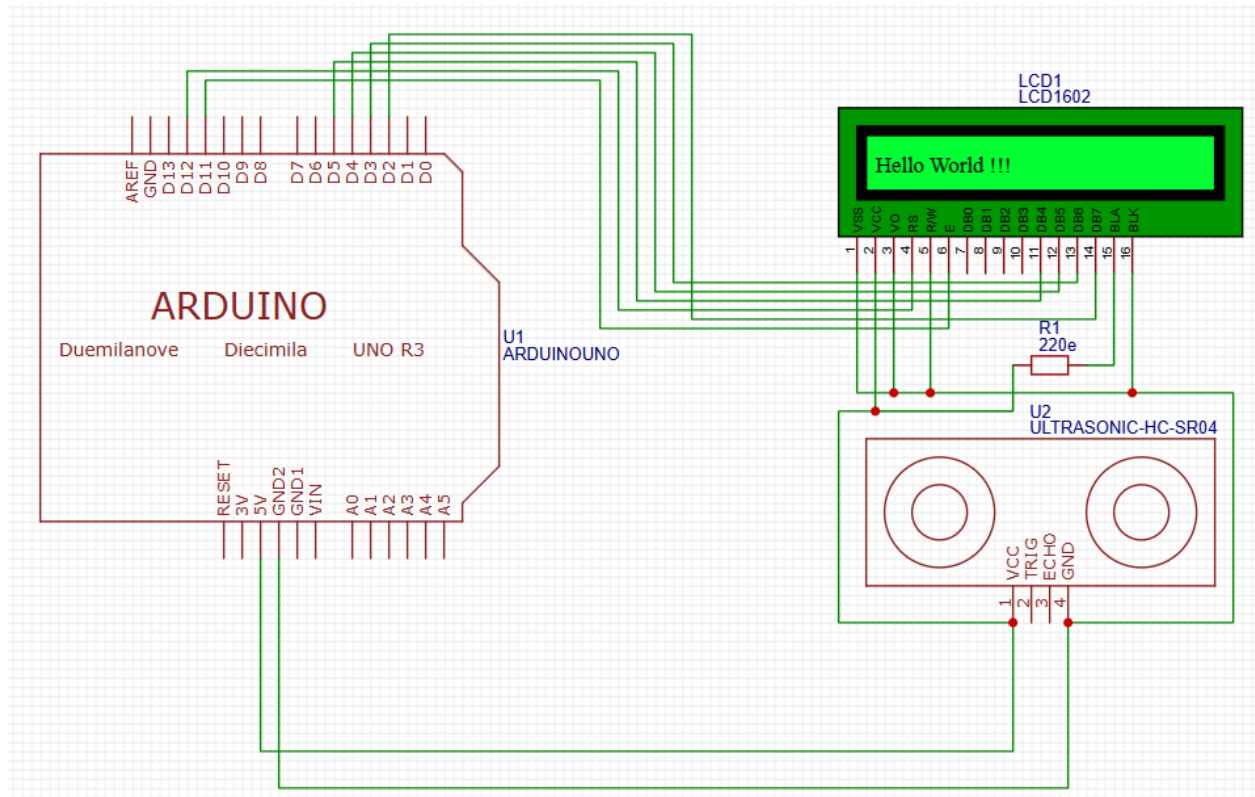 LCD1
LCD1602
Hello World !!!
VSS VCC VO RS R/W E DB0 DB1 DB2 DB3 DB4 DB5 DB6 DB7 BLA BLK
1 2 3 4 5 6 7 8 9 10 11 12 13 14 15 16
AREF GND D13 D12 D11 D10 D9 D8 D7 D6 D5 D4 D3 D2 D1 D0
ARDUINO
Duemilanove Diecimila UNO R3
U1
ARDUINOUNO
R1
220e
RESET 3V 5V GND2 GND1 VIN A0 A1 A2 A3 A4 A5
U2
ULTRASONIC-HC-SR04
VCC TRIG ECHO GND
1 2 3 4